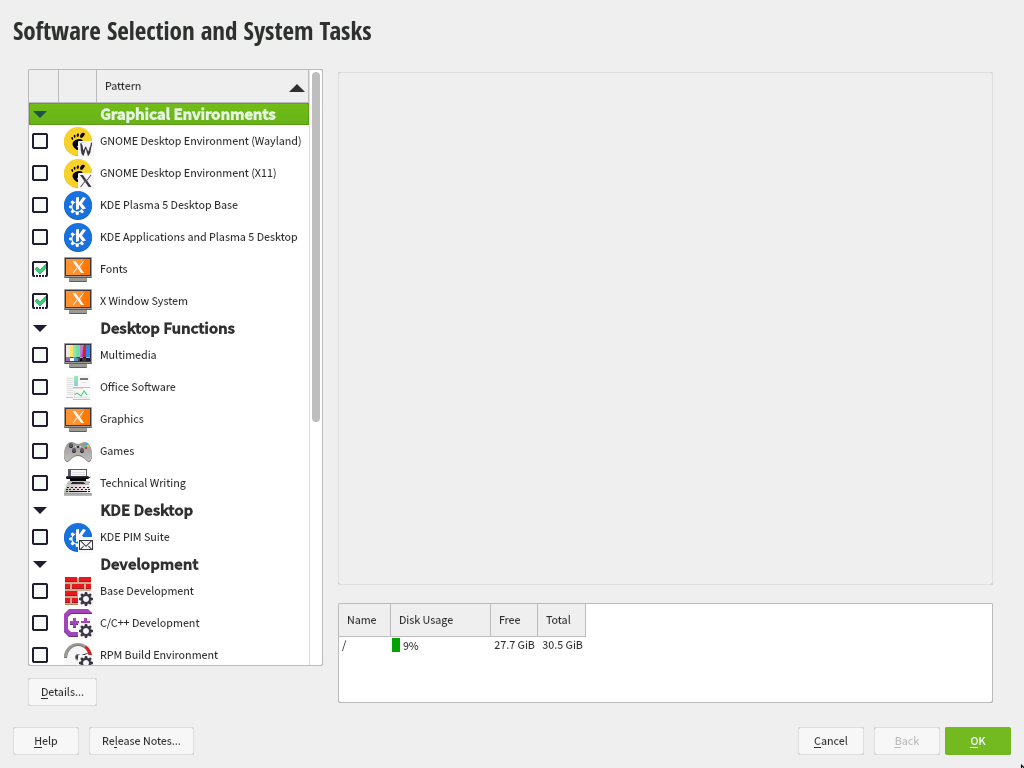 Software Selection and System Tasks
Pattern
Graphical Environments
GNOME Desktop Environment (Wayland)
GNOME Desktop Environment (X11)
KDE Plasma 5 Desktop Base
KDE Applications and Plasma 5 Desktop
Fonts
X Window System
Desktop Functions
Multimedia
Office Software
Graphics
Games
Technical Writing
KDE Desktop
KDE PIM Suite
Development
Base Development
C/C++ Development
RPM Build Environment
Name Disk Usage Free Total
/ 9% 27.7 GiB 30.5 GiB
Details...
Help Release Notes... Cancel Back OK